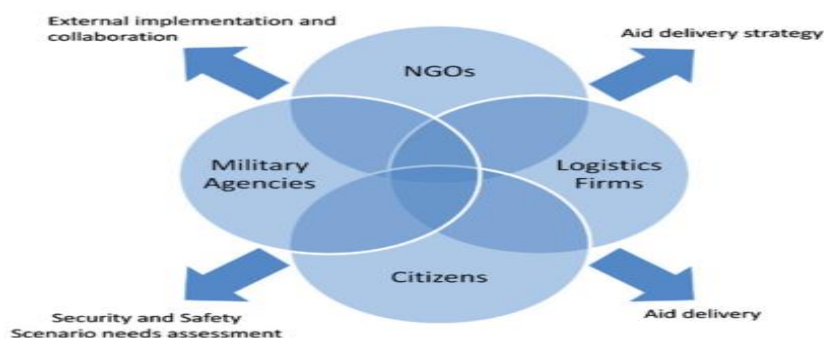 External implementation and
collaboration
Aid delivery strategy
NGOs
Military
Agencies
Logistics
Firms
Citizens
Security and Safety
Scenario needs assessment
Aid delivery